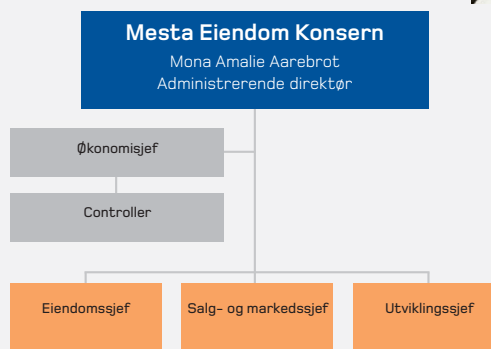 Mesta Eiendom Konsern
Mona Amalie Aarebrot
Administrerende direktør
Økonomisjef
Controller
Eiendomssjef
Salg- og markedssjef
Utviklingssjef